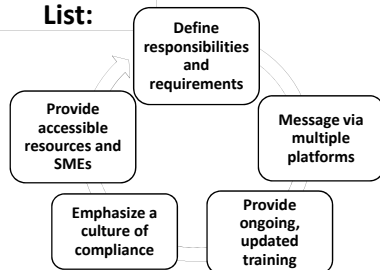 List:
Define
responsibilities
and
requirements
Message via
multiple
platforms
Provide
ongoing,
updated
training
Emphasize a
culture of
compliance
Provide
accessible
resources and
SMEs